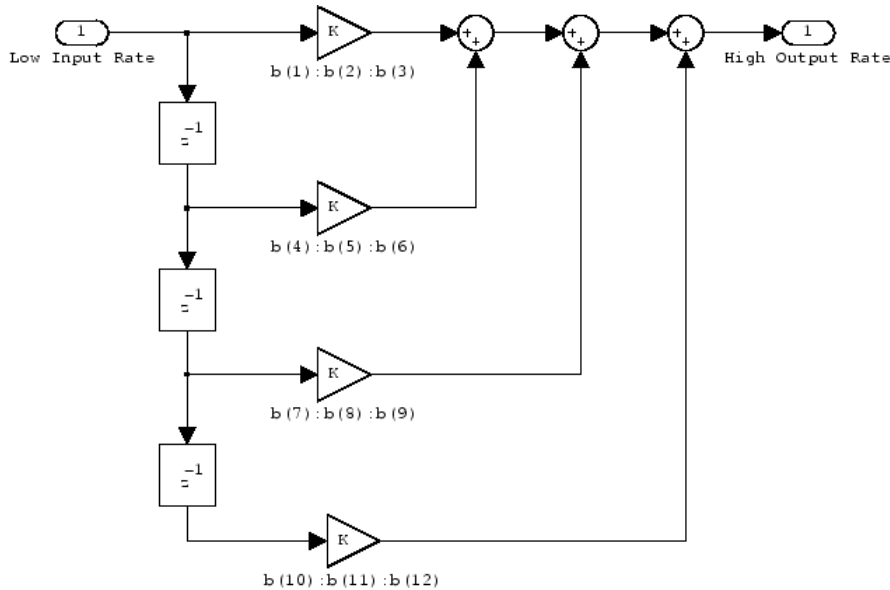 1
K
+
+
+
+
+
+
1
Low Input Rate
High Output Rate
b(1):b(2):b(3)
z⁻¹
K
b(4):b(5):b(6)
z⁻¹
K
b(7):b(8):b(9)
z⁻¹
K
b(10):b(11):b(12)